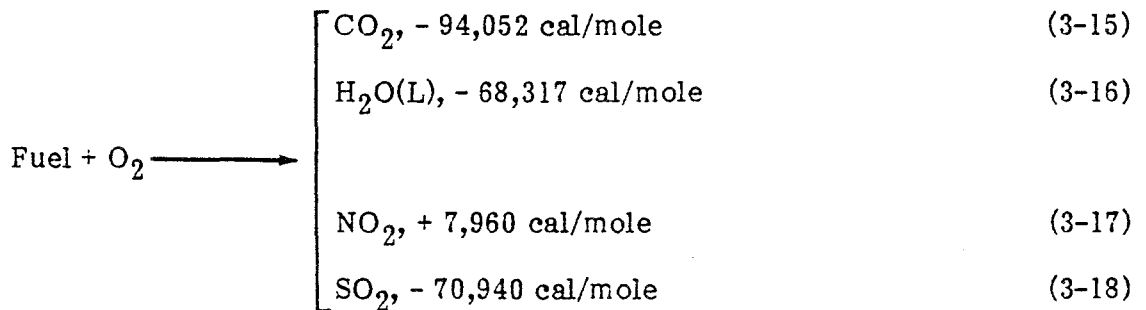 CO₂, - 94,052 cal/mole (3-15)
H₂O(L), - 68,317 cal/mole (3-16)
Fuel + O₂
NO₂, + 7,960 cal/mole (3-17)
SO₂, - 70,940 cal/mole (3-18)